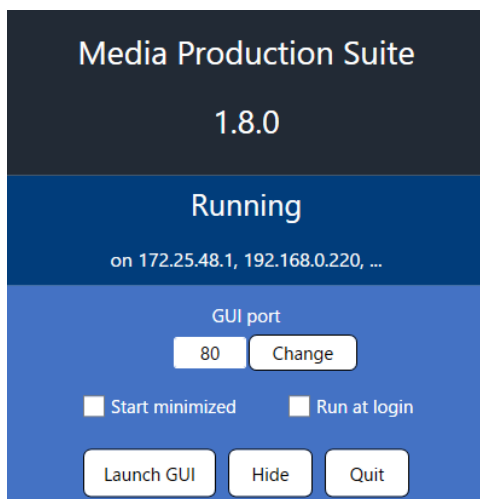 Media Production Suite
1.8.0
Running
on 172.25.48.1, 192.168.0.220, ...
GUI port
80 Change
Start minimized Run at login
Launch GUI Hide Quit